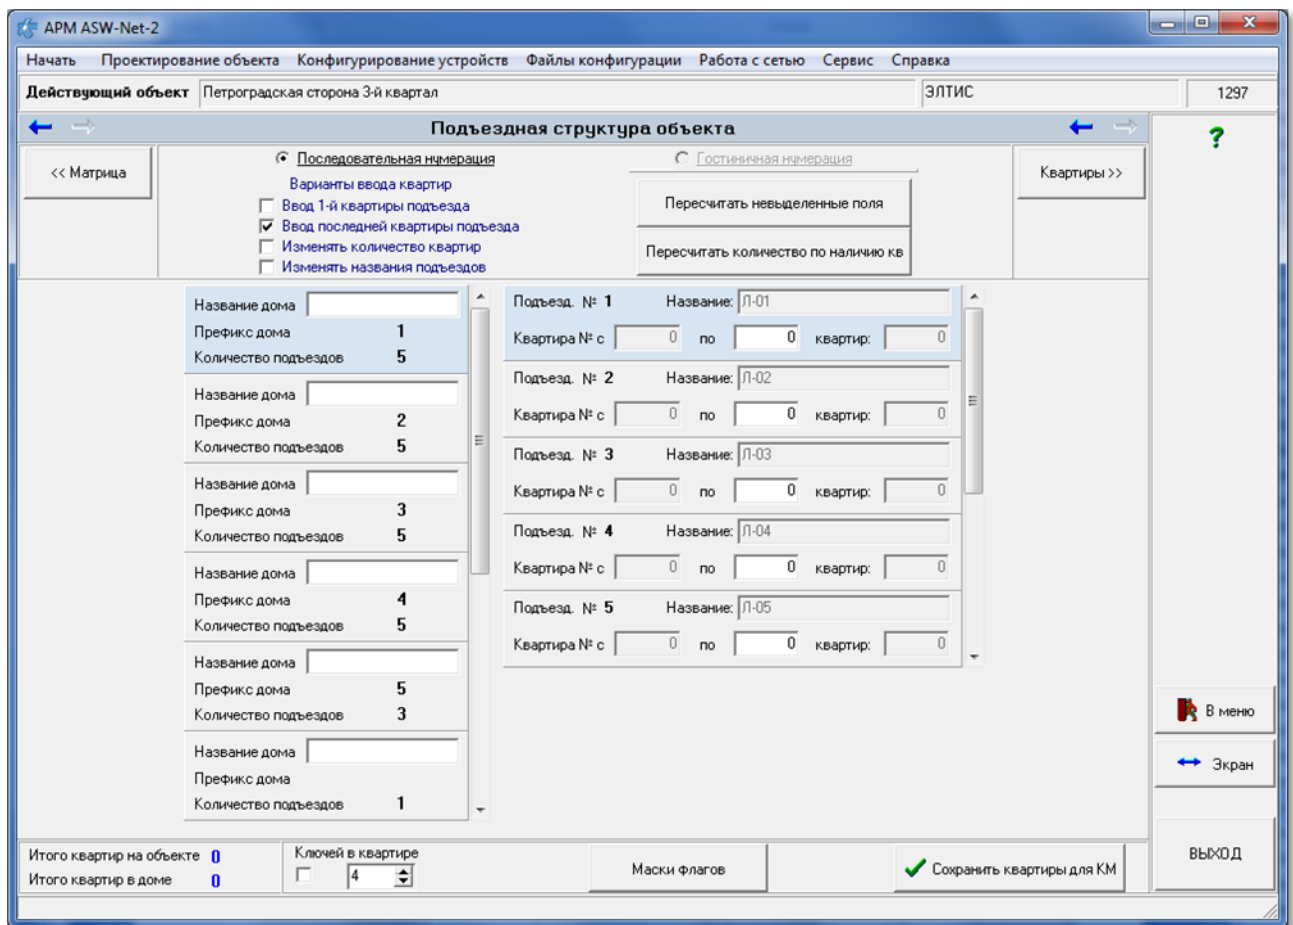 АРМ ASW-Net-2
Начать Проектирование объекта Конфигурирование устройств Файлы конфигурации Работа с сетью Сервис Справка
Действующий объект Петроградская сторона 3-й квартал ЭЛТИС 1297
Подъездная структура объекта
?
<< Матрица
Последовательная нумерация
Гостиничная нумерация
Квартиры >>
Варианты ввода квартир
Ввод 1-й квартиры подъезда
Ввод последней квартиры подъезда
Изменять количество квартир
Изменять названия подъездов
Пересчитать невыделенные поля
Пересчитать количество по наличию кв
Название дома
Префикс дома 1
Количество подъездов 5
Название дома
Префикс дома 2
Количество подъездов 5
Название дома
Префикс дома 3
Количество подъездов 5
Название дома
Префикс дома 4
Количество подъездов 5
Название дома
Префикс дома 5
Количество подъездов 3
Название дома
Префикс дома
Количество подъездов 1
Подъезд. № 1 Название: Л-01
Квартира № с 0 по 0 квартир: 0
Подъезд. № 2 Название: Л-02
Квартира № с 0 по 0 квартир: 0
Подъезд. № 3 Название: Л-03
Квартира № с 0 по 0 квартир: 0
Подъезд. № 4 Название: Л-04
Квартира № с 0 по 0 квартир: 0
Подъезд. № 5 Название: Л-05
Квартира № с 0 по 0 квартир: 0
В меню
Экран
ВЫХОД
Итого квартир на объекте 0
Итого квартир в доме 0
Ключей в квартире
4
Маски флагов
Сохранить квартиры для КМ